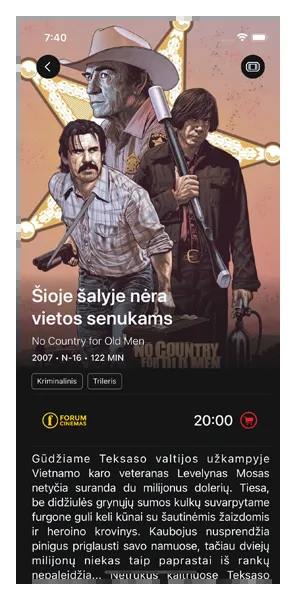 7:40
NO COUNTRY
FOR OLD MEN
Šioje šalyje nėra
vietos senukams
No Country for Old Men
2007 • N-16 • 122 MIN
Kriminalinis Trileris
FORUM
CINEMAS
20:00
Gūdžiame Teksaso valtijos užkampyje
Vietnamo karo veteranas Levelynas Mosas
netyčia suranda du milijonus dolerių. Tiesa,
be didžiulės grynųjų sumos kulkų suvarpytame
furgone guli keli kūnai su šautinėmis žaizdomis
ir heroino krovinys. Kaubojus nusprendžia
pinigus priglausti savo namuose, tačiau dviejų
milijonų niekas taip paprastai iš rankų
nepaleidžia... Netrukus kaitriuose Teksaso